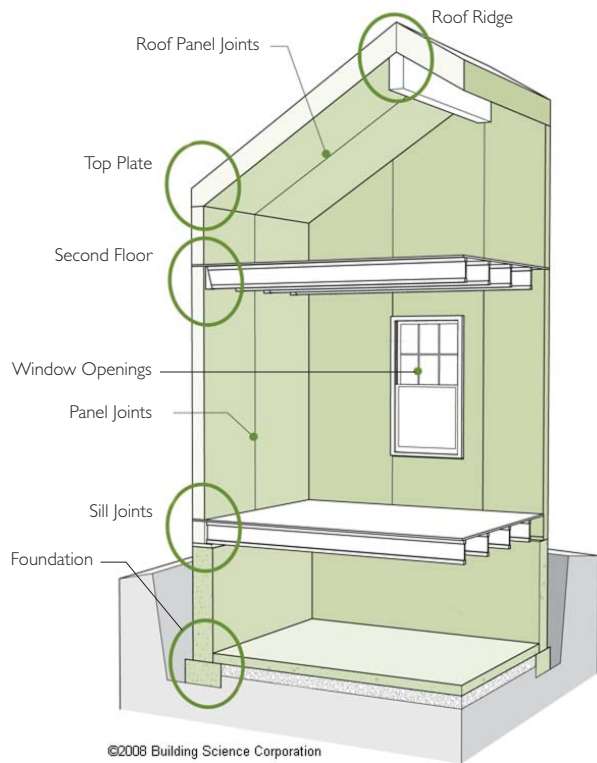 Roof Ridge
Roof Panel Joints
Top Plate
Second Floor
Window Openings
Panel Joints
Sill Joints
Foundation
©2008 Building Science Corporation